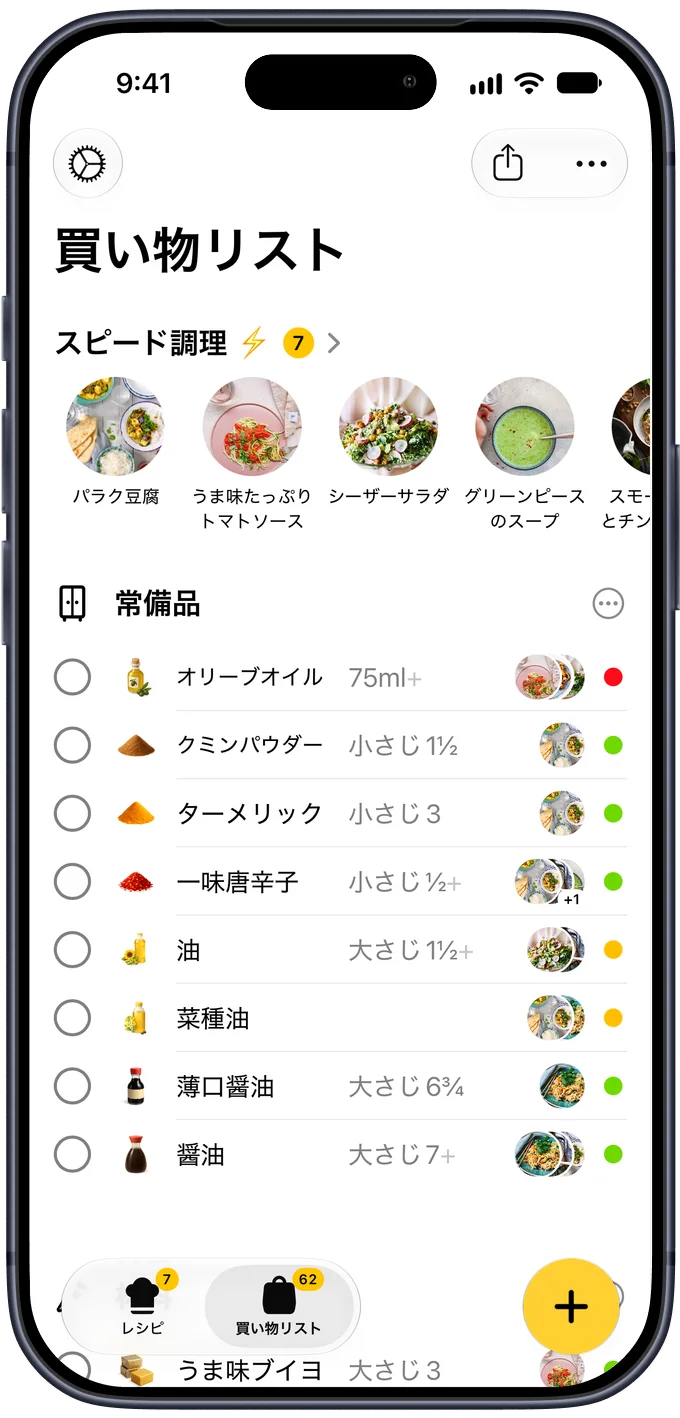 9:41
買い物リスト
スピード調理 7
パラク豆腐
うま味たっぷり
トマトソース
シーザーサラダ
グリーンピース
のスープ
スモー
とチン
常備品
オリーブオイル 75ml+
クミンパウダー 小さじ 1½
ターメリック 小さじ 3
一味唐辛子 小さじ ½+ +1
油 大さじ 1½+
菜種油
薄口醤油 大さじ 6¾
醤油 大さじ 7+
7
レシピ
62
買い物リスト
うま味ブイヨ 大さじ 3